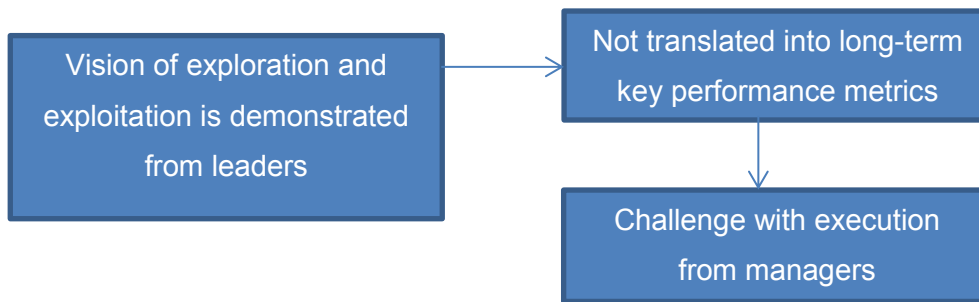 Vision of exploration and
exploitation is demonstrated
from leaders
Not translated into long-term
key performance metrics
Challenge with execution
from managers